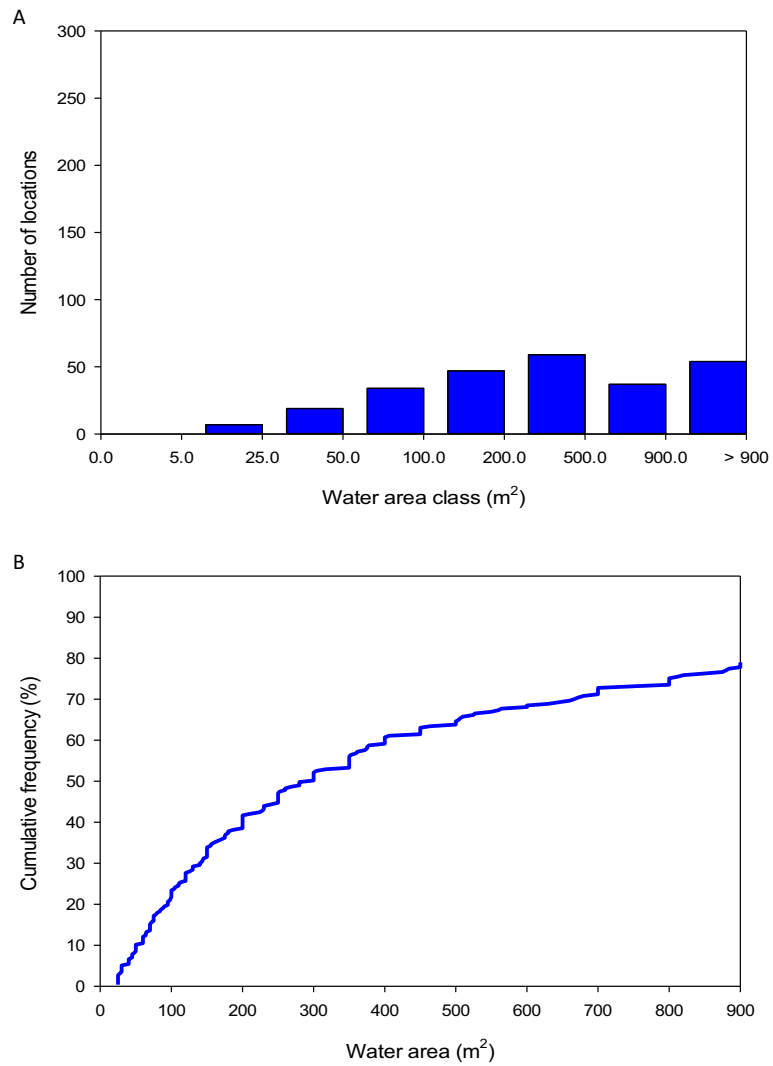 A
300
250
200
150
100
50
0
Number of locations
0.0 5.0 25.0 50.0 100.0 200.0 500.0 900.0 > 900
Water area class (m²)
B
100
90
80
70
60
50
40
30
20
10
0
Cumulative frequency (%)
0 100 200 300 400 500 600 700 800 900
Water area (m²)